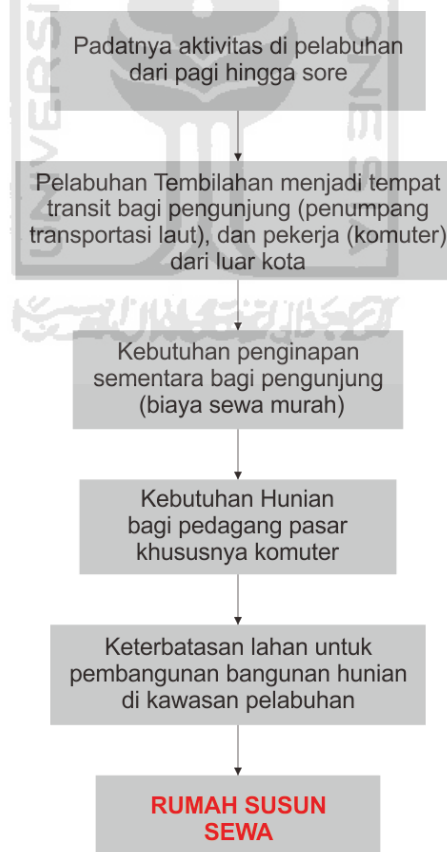 Padatnya aktivitas di pelabuhan
dari pagi hingga sore
Pelabuhan Tembilahan menjadi tempat
transit bagi pengunjung (penumpang
transportasi laut), dan pekerja (komuter)
dari luar kota
Kebutuhan penginapan
sementara bagi pengunjung
(biaya sewa murah)
Kebutuhan Hunian
bagi pedagang pasar
khususnya komuter
Keterbatasan lahan untuk
pembangunan bangunan hunian
di kawasan pelabuhan
RUMAH SUSUN
SEWA